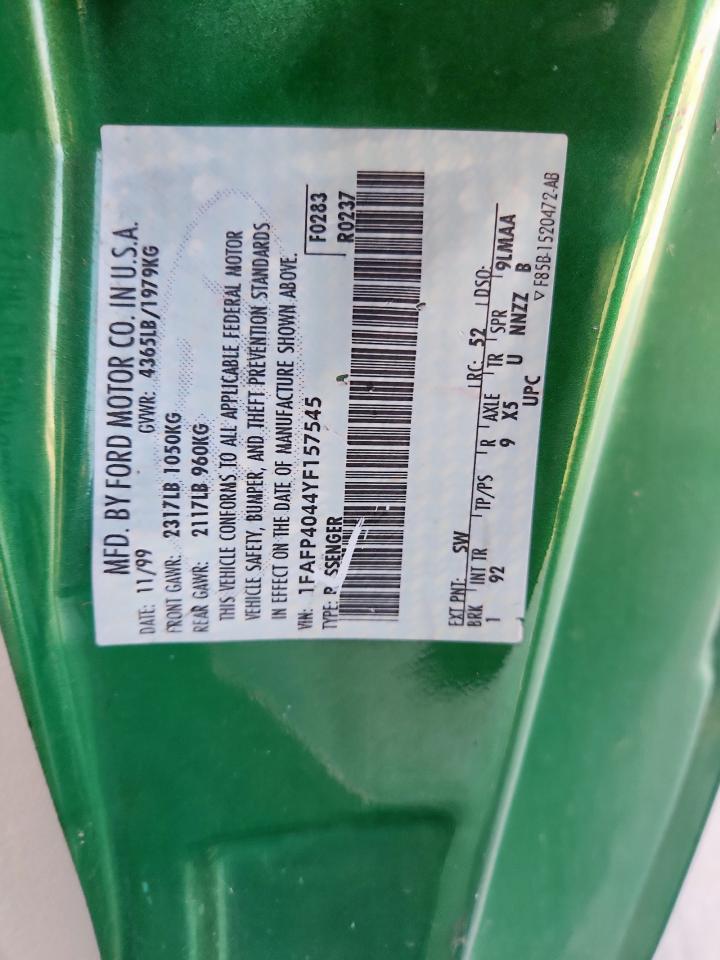 MFD. BY FORD MOTOR CO. IN U.S.A.
DATE: 11/99 GVWR: 4365LB/1979KG
FRONT GAWR: 2317LB 1050KG
REAR GAWR: 2117LB 960KG
THIS VEHICLE CONFORMS TO ALL APPLICABLE FEDERAL MOTOR
VEHICLE SAFETY, BUMPER, AND THEFT PREVENTION STANDARDS
IN EFFECT ON THE DATE OF MANUFACTURE SHOWN ABOVE.
VIN: 1FAFP4044YF157545 F0283
TYPE: PASSENGER R0237
EXT PNT: SW RC: 52 DSO:
BRK INT TR TP/PS R AXLE TR SPR 9LMAA
1 92 9 X5 U NNZZ B
UPC
▽ F85B-1520472-AB